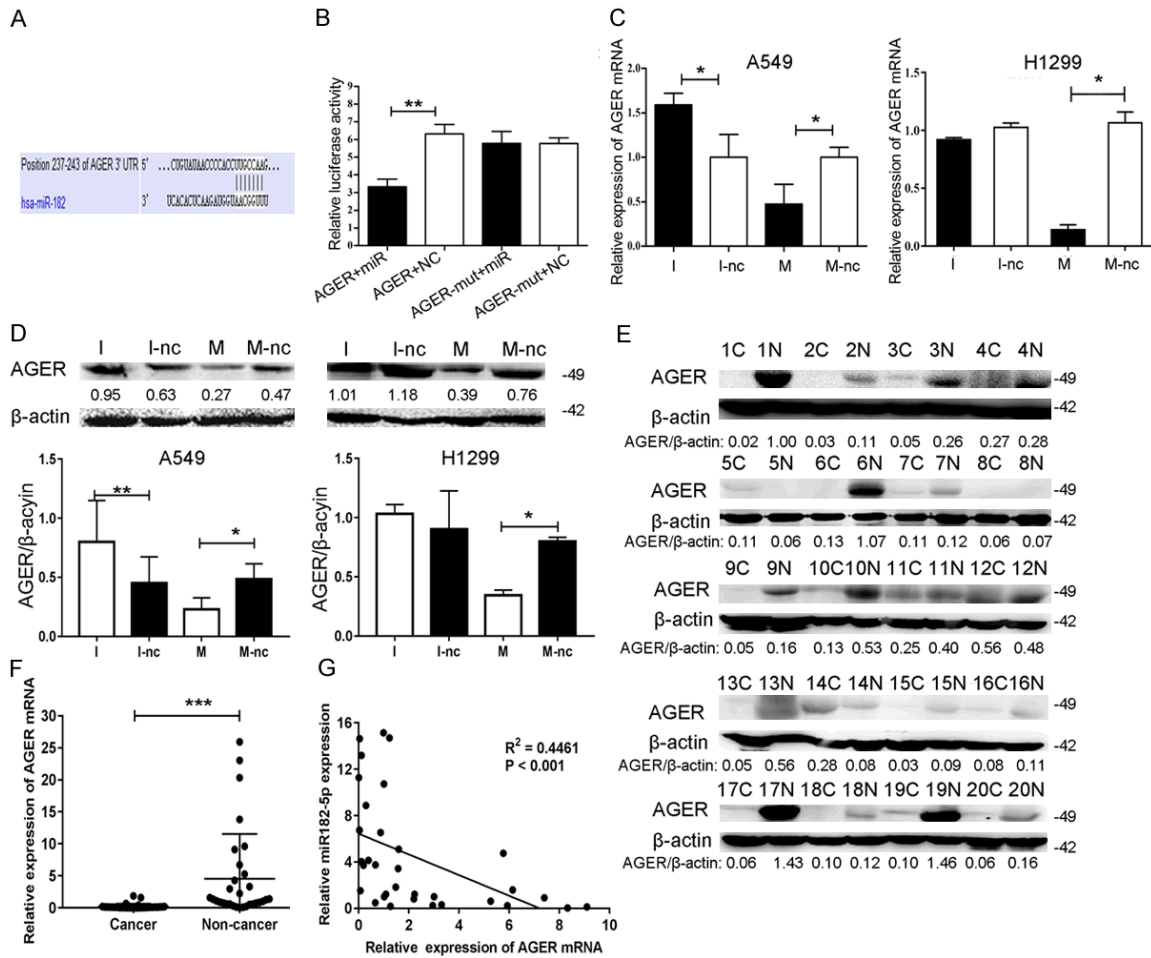 A
Position 237-243 of AGER 3' UTR 5' ...CUGUAUAACCCCACCUUGCCAAG...
hsa-miR-182 3' UCACACUCAAGAUGGUAACGGUUU
B
Relative luciferase activity
9
8
7
6
5
4
3
2
1
0
**
AGER+miR
AGER+NC
AGER-mut+miR
AGER-mut+NC
C
Relative expression of AGER mRNA
A549
2.0
1.5
1.0
0.5
0.0
*
*
I I-nc M M-nc
Relative expression of AGER mRNA
H1299
1.5
1.0
0.5
0.0
*
I I-nc M M-nc
D
I I-nc M M-nc
AGER
0.95 0.63 0.27 0.47
β-actin
I I-nc M M-nc
-49
1.01 1.18 0.39 0.76
-42
AGER/β-acyin
A549
1.5
1.0
0.5
0.0
**
*
I I-nc M M-nc
AGER/β-acyin
H1299
1.5
1.0
0.5
0.0
*
I I-nc M M-nc
E
1C 1N 2C 2N 3C 3N 4C 4N
AGER -49
β-actin -42
AGER/β-actin: 0.02 1.00 0.03 0.11 0.05 0.26 0.27 0.28
5C 5N 6C 6N 7C 7N 8C 8N
AGER -49
β-actin -42
AGER/β-actin: 0.11 0.06 0.13 1.07 0.11 0.12 0.06 0.07
9C 9N 10C 10N 11C 11N 12C 12N
AGER -49
β-actin -42
AGER/β-actin: 0.05 0.16 0.13 0.53 0.25 0.40 0.56 0.48
13C 13N 14C 14N 15C 15N 16C 16N
AGER -49
β-actin -42
AGER/β-actin: 0.05 0.56 0.28 0.08 0.03 0.09 0.08 0.11
17C 17N 18C 18N 19C 19N 20C 20N
AGER -49
β-actin -42
AGER/β-actin: 0.06 1.43 0.10 0.12 0.10 1.46 0.06 0.16
F
Relative expression of AGER mRNA
30
25
20
15
10
5
0
***
Cancer Non-cancer
G
Relative miR182-5p expression
16
12
8
4
0
R² = 0.4461
P < 0.001
0 2 4 6 8 10
Relative expression of AGER mRNA